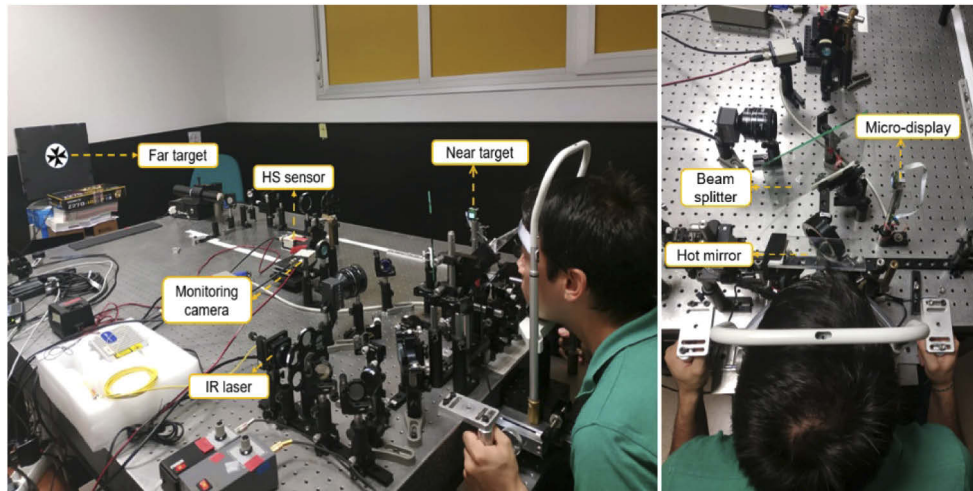 Far target
HS sensor
Near target
Monitoring
camera
IR laser
Micro-display
Beam
splitter
Hot mirror